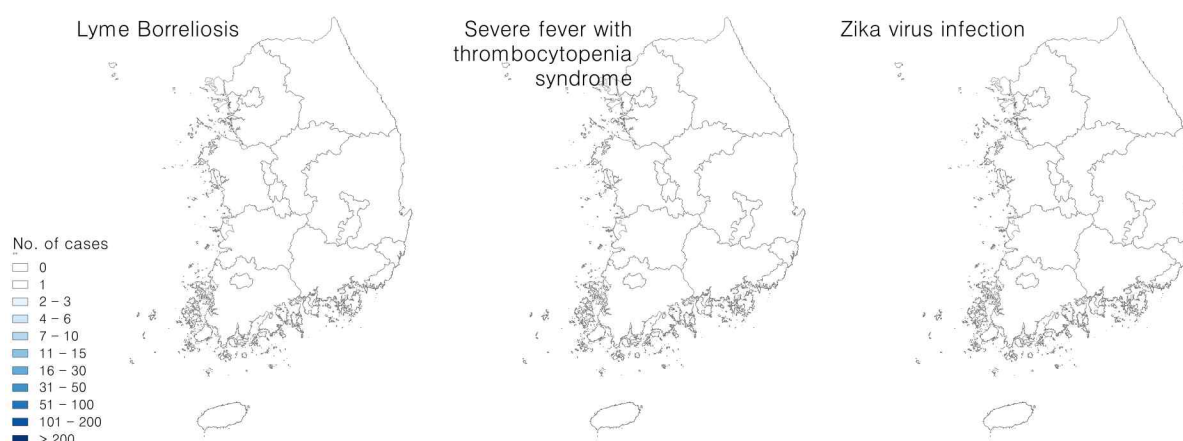 Lyme Borreliosis
Severe fever with
thrombocytopenia
syndrome
Zika virus infection
No. of cases
0
1
2 – 3
4 – 6
7 – 10
11 – 15
16 – 30
31 – 50
51 – 100
101 – 200
> 200